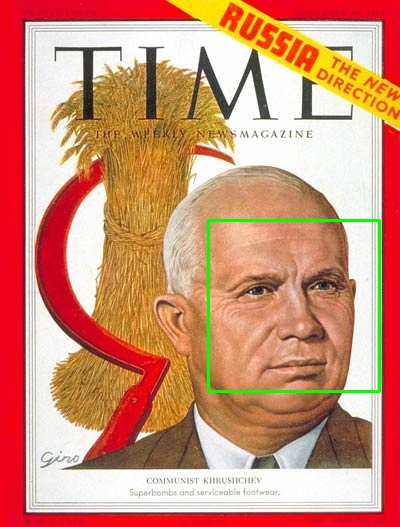 RUSSIA
THE NEW
DIRECTION
TIME
THE WEEKLY NEWSMAGAZINE
Giro
COMMUNIST KHRUSHCHEV
Superbombs and serviceable footwear.